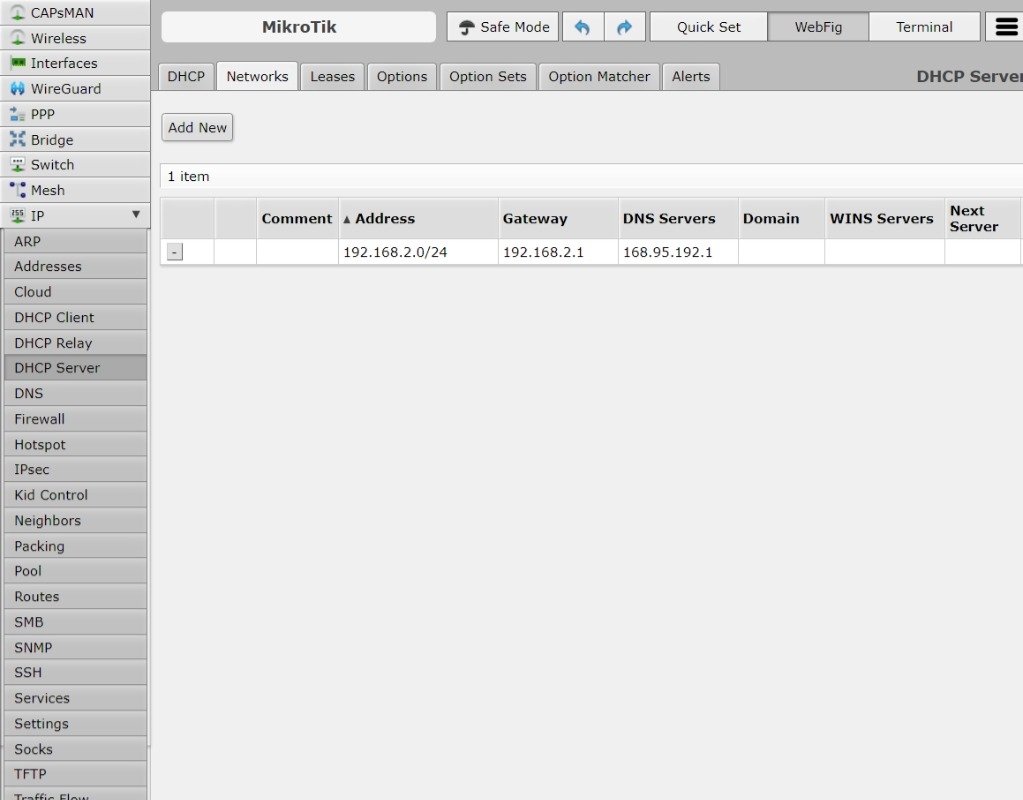 CAPsMAN
Wireless
Interfaces
WireGuard
PPP
Bridge
Switch
Mesh
255 IP ▼
ARP
Addresses
Cloud
DHCP Client
DHCP Relay
DHCP Server
DNS
Firewall
Hotspot
IPsec
Kid Control
Neighbors
Packing
Pool
Routes
SMB
SNMP
SSH
Services
Settings
Socks
TFTP
Traffic Flow
MikroTik Safe Mode Quick Set WebFig Terminal
DHCP Networks Leases Options Option Sets Option Matcher Alerts DHCP Server
Add New
1 item
Comment ▲ Address Gateway DNS Servers Domain WINS Servers Next Server
- 192.168.2.0/24 192.168.2.1 168.95.192.1